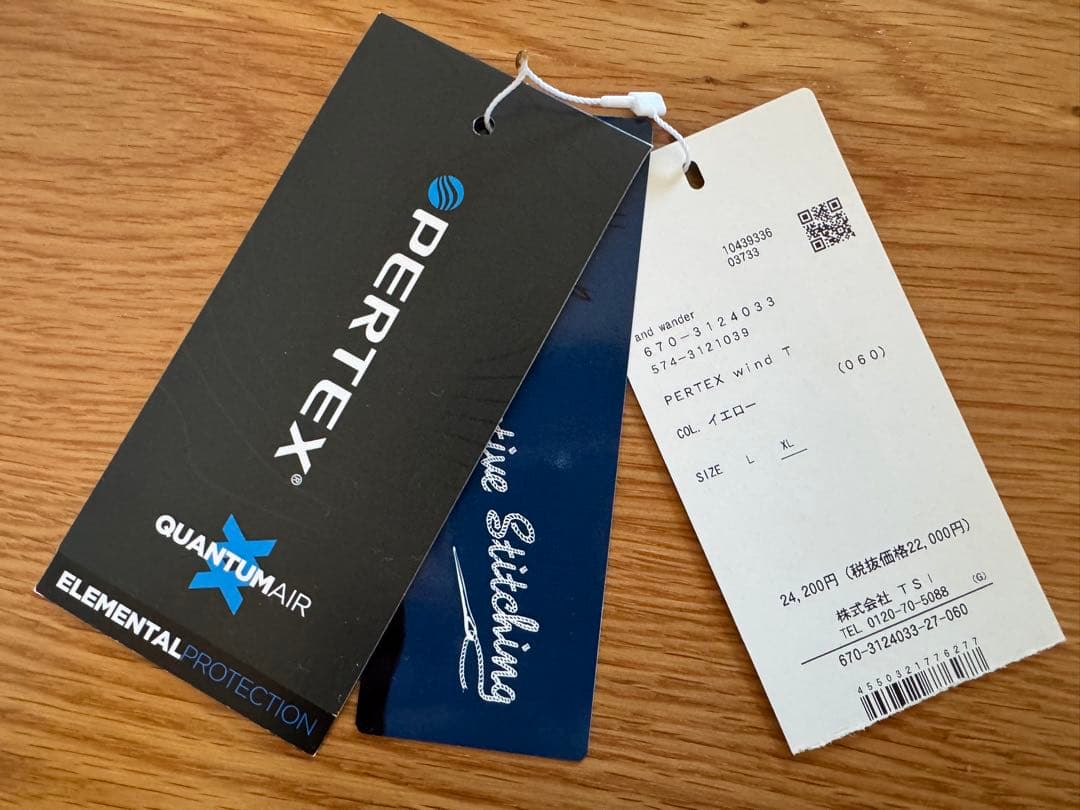 PERTEX®
QUANTUMAIR
ELEMENTALPROTECTION
Stitching
10439336
03733
and wander
670-3124033
574-3121039
PERTEX wind T
(060)
COL. イエロー
SIZE L XL
24,200円 (税抜価格22,000円)
株式会社 TSI
TEL 0120-70-5088 (G)
670-3124033-27-060
4550321776277